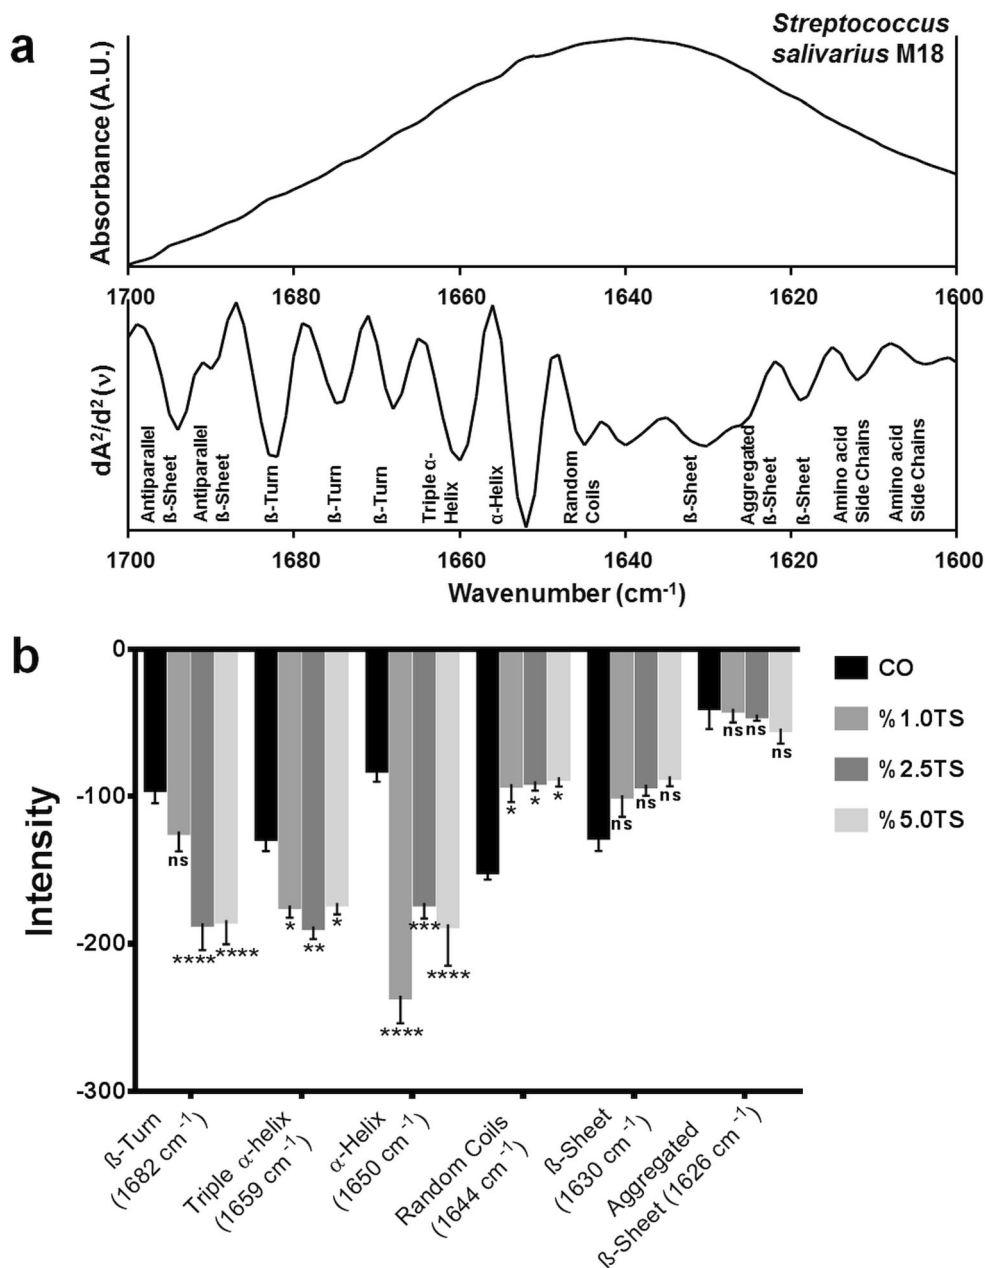 a
Streptococcus
salivarius M18
Absorbance (A.U.)
1700 1680 1660 1640 1620 1600
dA²/d² (ν)
Antiparallel
ß-Sheet
Antiparallel
ß-Sheet
ß-Turn
ß-Turn
ß-Turn
Triple α-
Helix
α-Helix
Random
Coils
ß-Sheet
Aggregated
ß-Sheet
ß-Sheet
Amino acid
Side Chains
Amino acid
Side Chains
1700 1680 1660 1640 1620 1600
Wavenumber (cm⁻¹)
b
Intensity
0
-100
-200
-300
ns
****
****
*
**
*
****
***
****
*
*
*
ns
ns
ns
ns
ns
ns
CO
%1.0TS
%2.5TS
%5.0TS
ß-Turn
(1682 cm⁻¹)
Triple α-helix
(1659 cm⁻¹)
α-Helix
(1650 cm⁻¹)
Random Coils
(1644 cm⁻¹)
ß-Sheet
(1630 cm⁻¹)
Aggregated
ß-Sheet (1626 cm⁻¹)